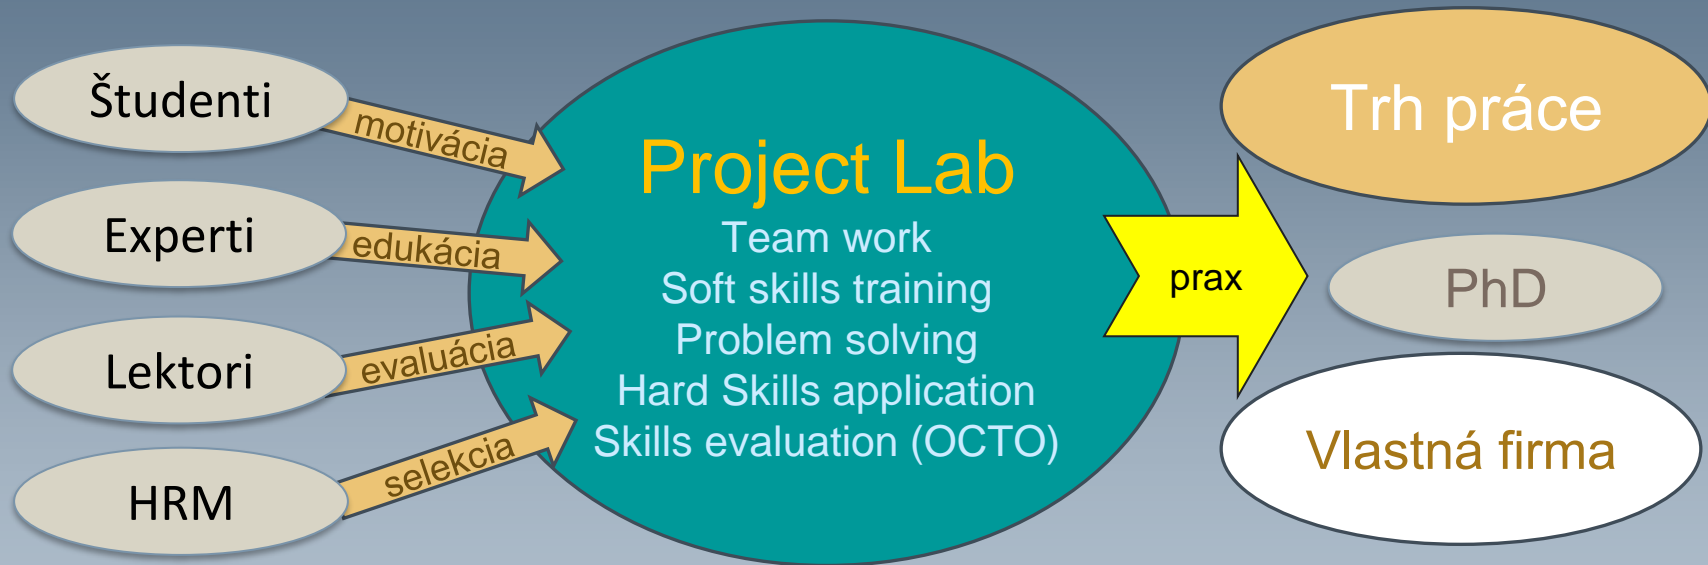 Študenti
motivácia
Experti
edukácia
Lektori
evaluácia
HRM
selekcia
Project Lab
Team work
Soft skills training
Problem solving
Hard Skills application
Skills evaluation (OCTO)
prax
Trh práce
PhD
Vlastná firma